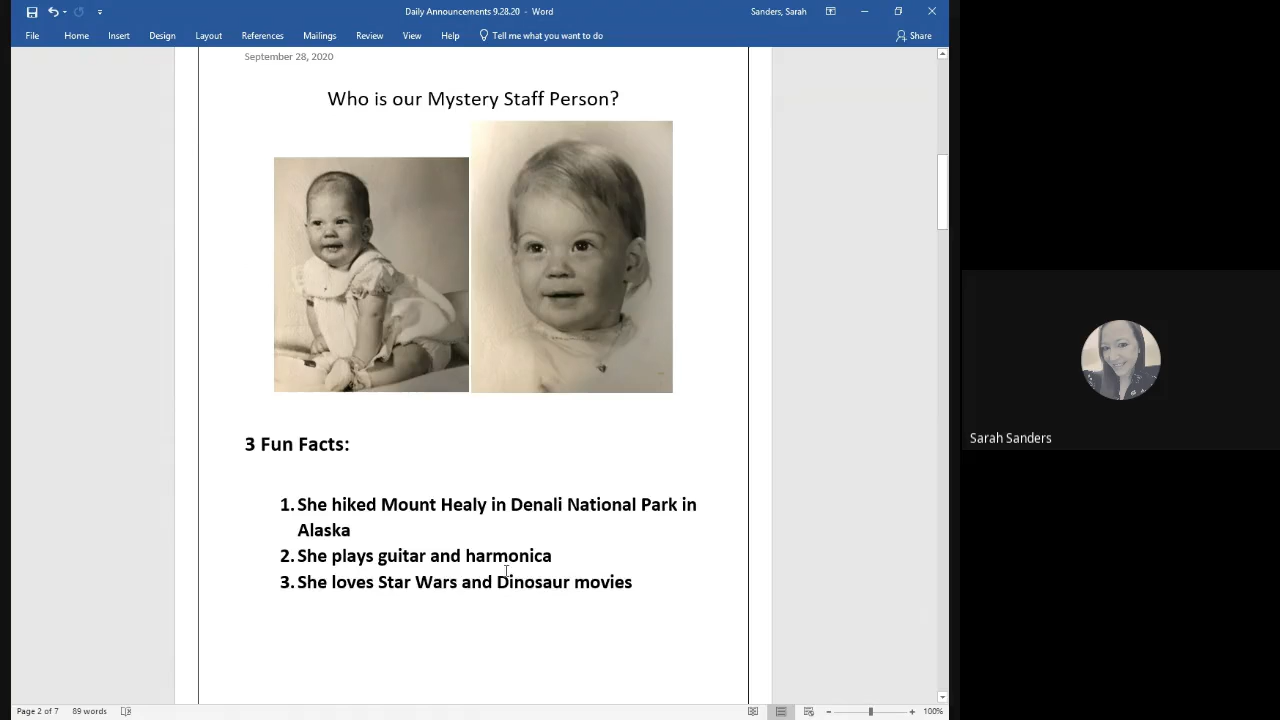 Daily Announcements 9.28.20 - Word
Sanders, Sarah
File Home Insert Design Layout References Mailings Review View Help Tell me what you want to do Share
September 28, 2020
Who is our Mystery Staff Person?
3 Fun Facts:
1. She hiked Mount Healy in Denali National Park in
Alaska
2. She plays guitar and harmonica
3. She loves Star Wars and Dinosaur movies
Sarah Sanders
Page 2 of 7 89 words 100%